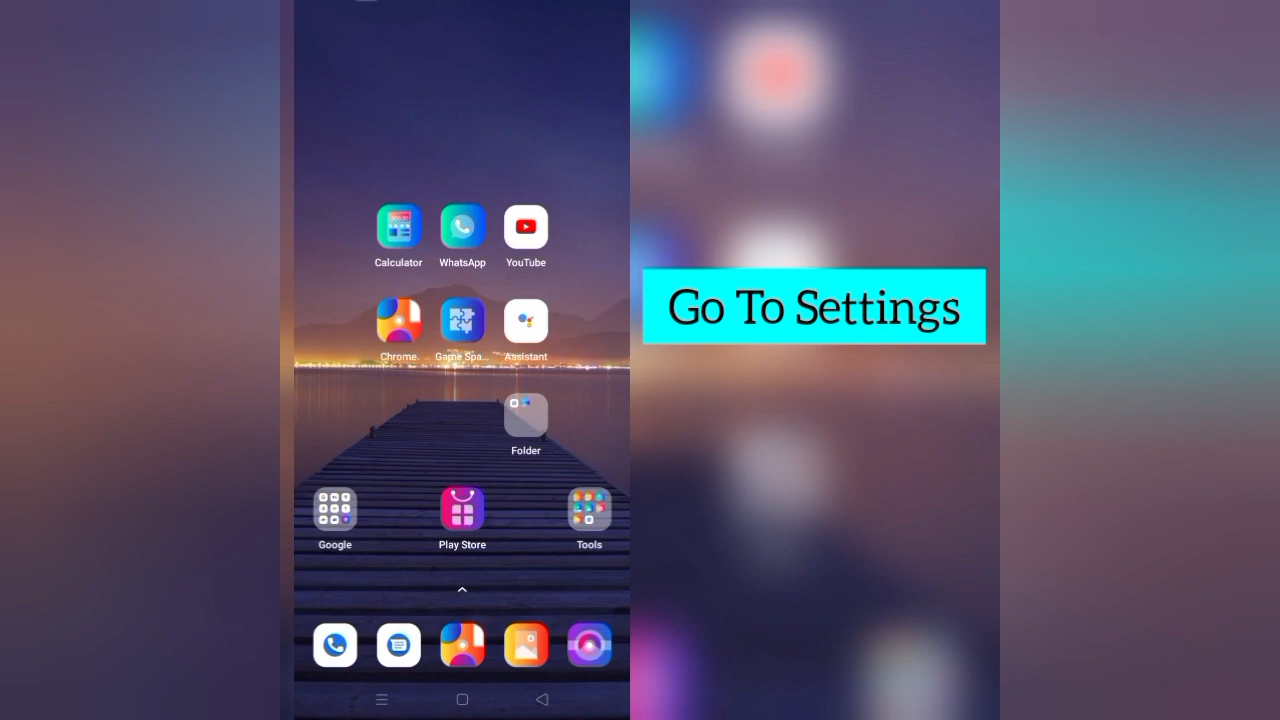 Calculator
WhatsApp
YouTube
Chrome
Game Spa...
Assistant
Folder
Google
Play Store
Tools
Go To Settings